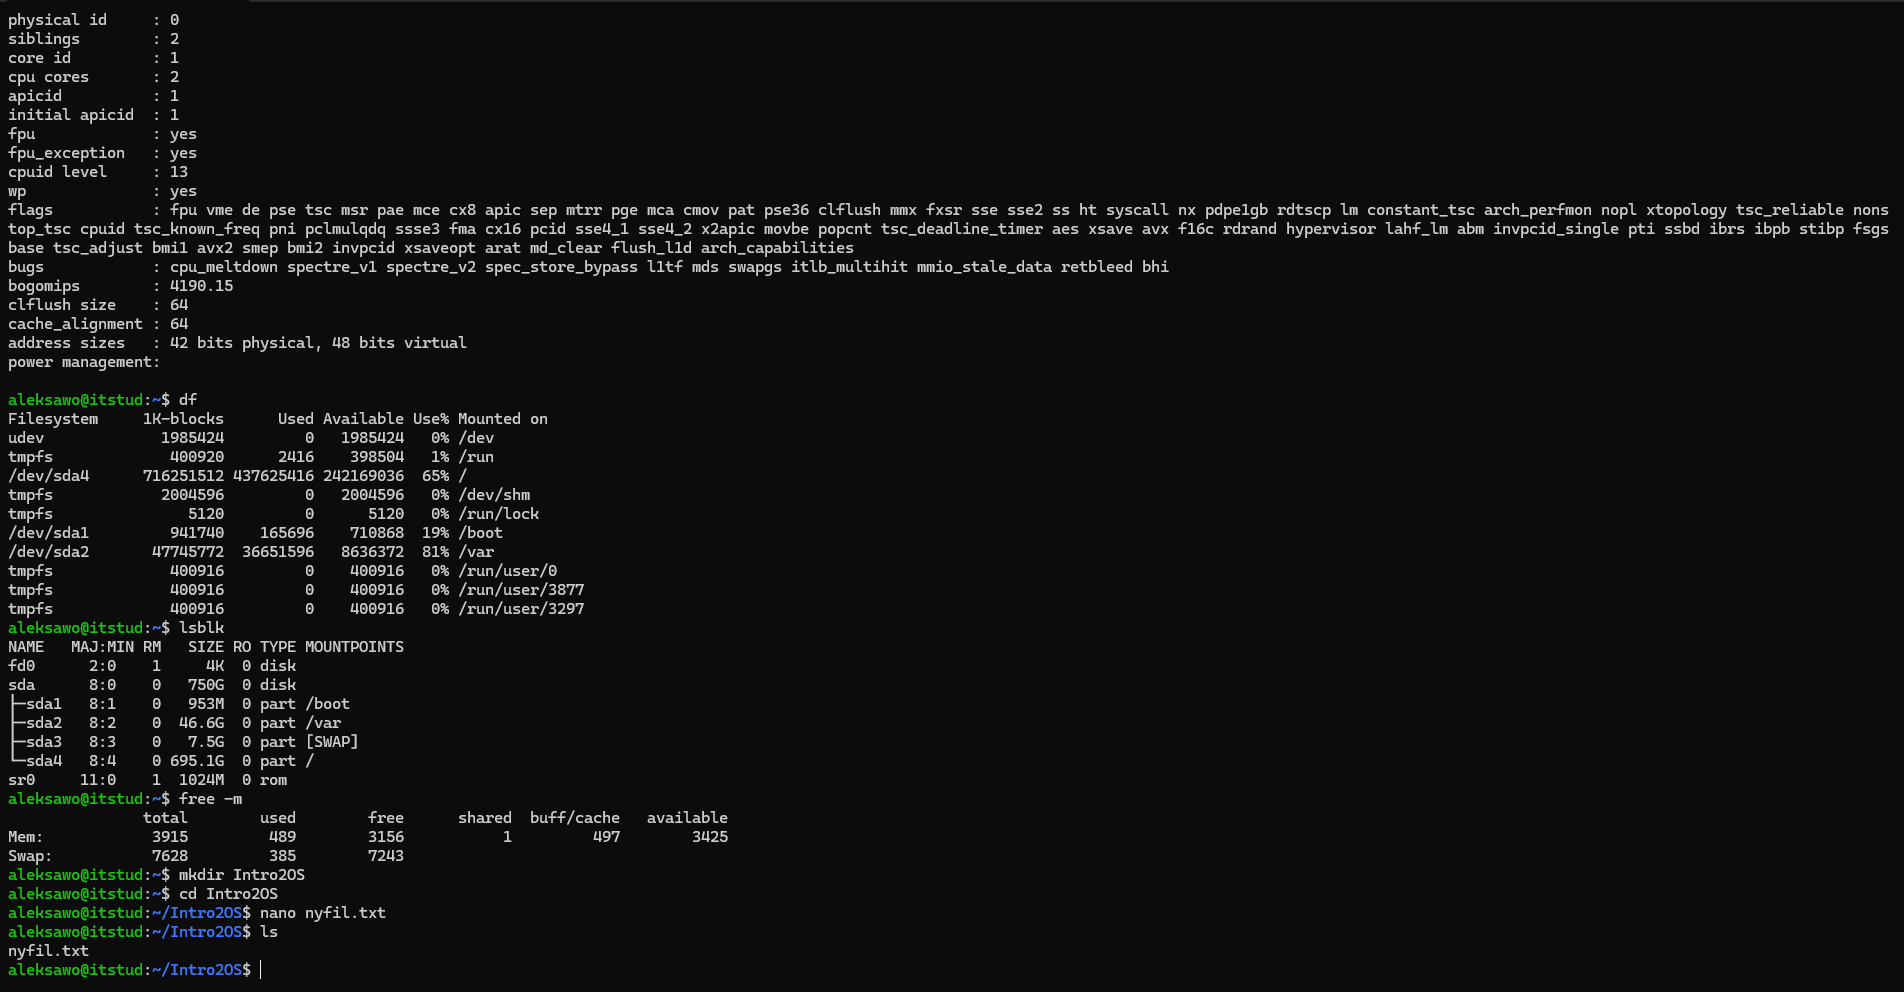 physical id     : 0
siblings        : 2
core id         : 1
cpu cores       : 2
apicid          : 1
initial apicid  : 1
fpu             : yes
fpu_exception   : yes
cpuid level     : 13
wp              : yes
flags           : fpu vme de pse tsc msr pae mce cx8 apic sep mtrr pge mca cmov pat pse36 clflush mmx fxsr sse sse2 ss ht syscall nx pdpe1gb rdtscp lm constant_tsc arch_perfmon nopl xtopology tsc_reliable nons
top_tsc cpuid tsc_known_freq pni pclmulqdq ssse3 fma cx16 pcid sse4_1 sse4_2 x2apic movbe popcnt tsc_deadline_timer aes xsave avx f16c rdrand hypervisor lahf_lm abm invpcid_single pti ssbd ibrs ibpb stibp fsgs
base tsc_adjust bmi1 avx2 smep bmi2 invpcid xsaveopt arat md_clear flush_l1d arch_capabilities
bugs            : cpu_meltdown spectre_v1 spectre_v2 spec_store_bypass l1tf mds swapgs itlb_multihit mmio_stale_data retbleed bhi
bogomips        : 4190.15
clflush size    : 64
cache_alignment : 64
address sizes   : 42 bits physical, 48 bits virtual
power management:

aleksawo@itstud:~$ df
Filesystem     1K-blocks      Used Available Use% Mounted on
udev             1985424         0   1985424   0% /dev
tmpfs             400920      2416    398504   1% /run
/dev/sda4      716251512 437625416 242169036  65% /
tmpfs            2004596         0   2004596   0% /dev/shm
tmpfs               5120         0      5120   0% /run/lock
/dev/sda1         941740    165696    710868  19% /boot
/dev/sda2       47745772  36651596   8636372  81% /var
tmpfs             400916         0    400916   0% /run/user/0
tmpfs             400916         0    400916   0% /run/user/3877
tmpfs             400916         0    400916   0% /run/user/3297
aleksawo@itstud:~$ lsblk
NAME   MAJ:MIN RM   SIZE RO TYPE MOUNTPOINTS
fd0      2:0    1     4K  0 disk
sda      8:0    0   750G  0 disk
├─sda1   8:1    0   953M  0 part /boot
├─sda2   8:2    0  46.6G  0 part /var
├─sda3   8:3    0   7.5G  0 part [SWAP]
└─sda4   8:4    0 695.1G  0 part /
sr0     11:0    1  1024M  0 rom
aleksawo@itstud:~$ free -m
               total        used        free      shared  buff/cache   available
Mem:            3915         489        3156           1         497        3425
Swap:           7628         385        7243
aleksawo@itstud:~$ mkdir Intro2OS
aleksawo@itstud:~$ cd Intro2OS
aleksawo@itstud:~/Intro2OS$ nano nyfil.txt
aleksawo@itstud:~/Intro2OS$ ls
nyfil.txt
aleksawo@itstud:~/Intro2OS$